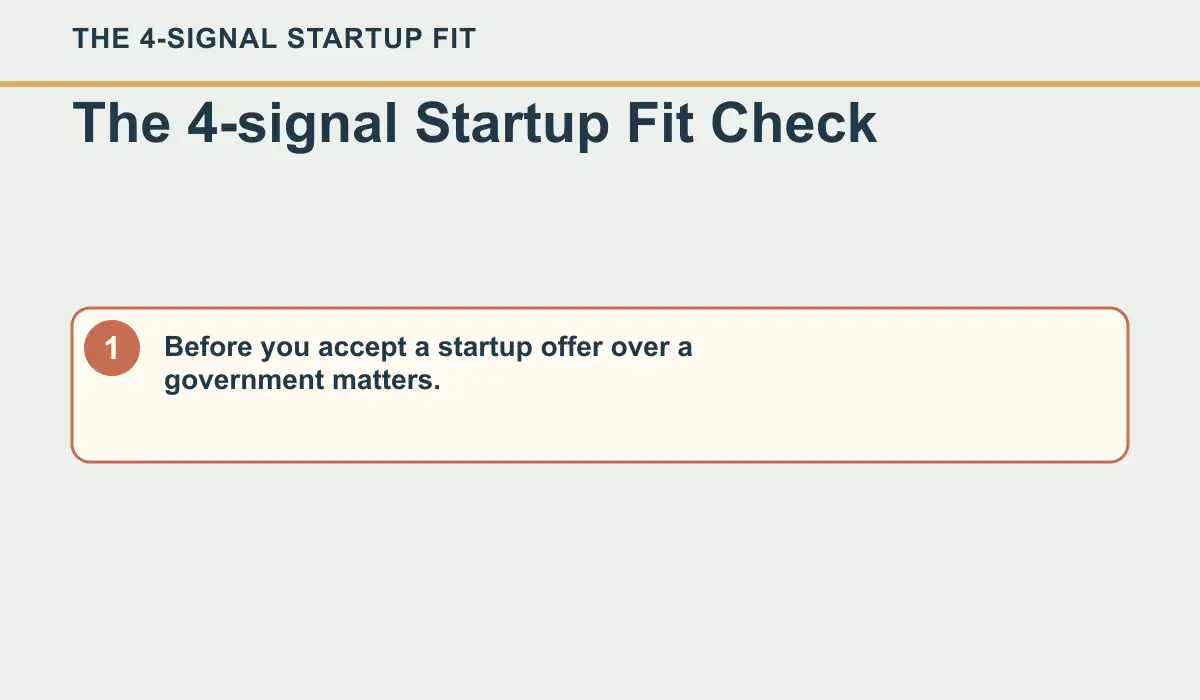 THE 4-SIGNAL STARTUP FIT
The 4-signal Startup Fit Check
1
Before you accept a startup offer over a
government matters.